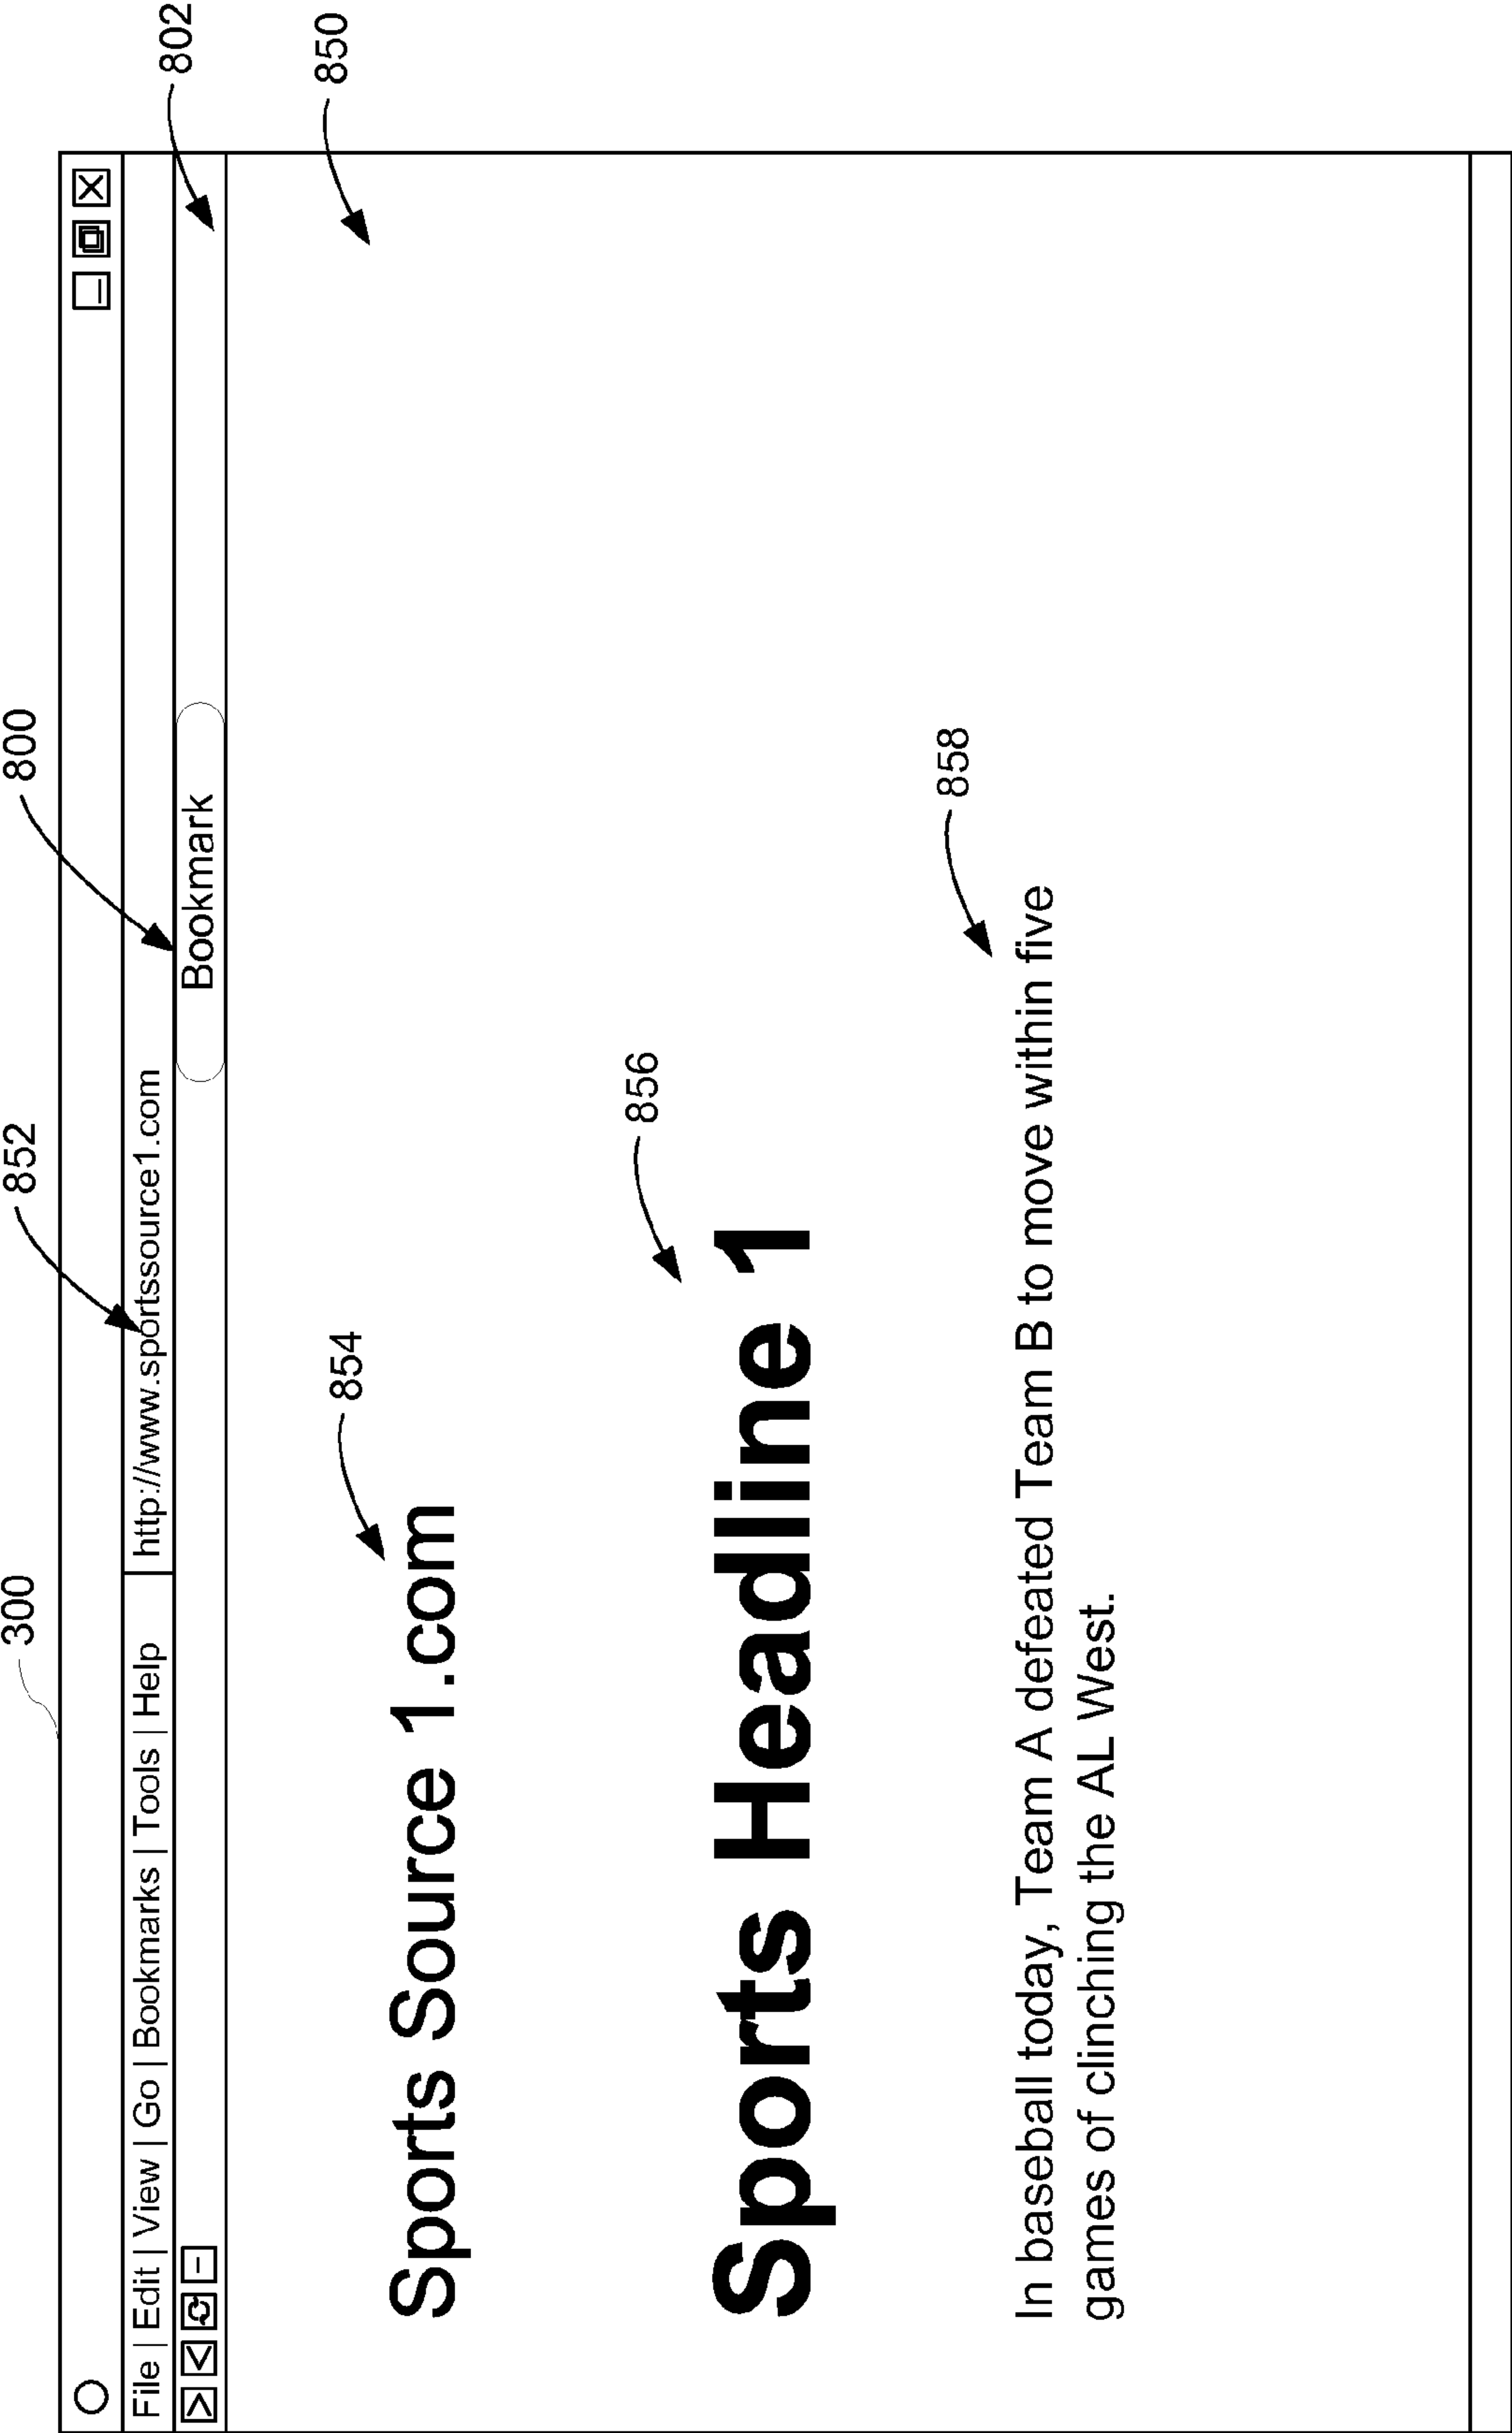 300
852
800
802
850
File | Edit | View | Go | Bookmarks | Tools | Help
http://www.sportssource1.com
Bookmark
854
Sports Source 1.com
856
Sports Headline 1
858
In baseball today, Team A defeated Team B to move within five
games of clinching the AL West.